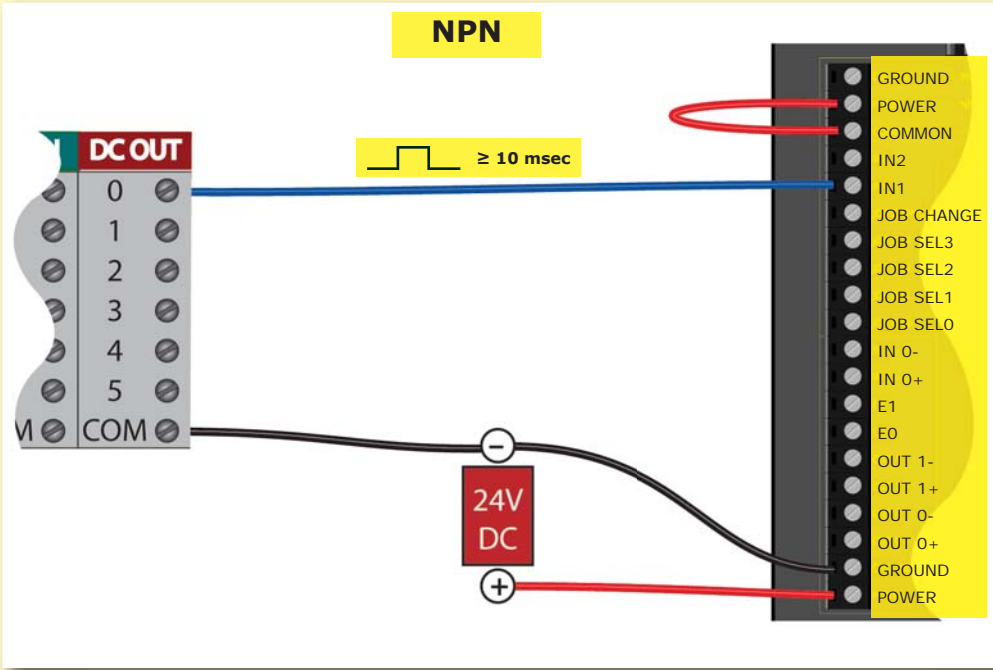 NPN
DC OUT
≥ 10 msec
0
1
2
3
4
5
COM
−
24V
DC
+
GROUND
POWER
COMMON
IN2
IN1
JOB CHANGE
JOB SEL3
JOB SEL2
JOB SEL1
JOB SEL0
IN 0-
IN 0+
E1
E0
OUT 1-
OUT 1+
OUT 0-
OUT 0+
GROUND
POWER